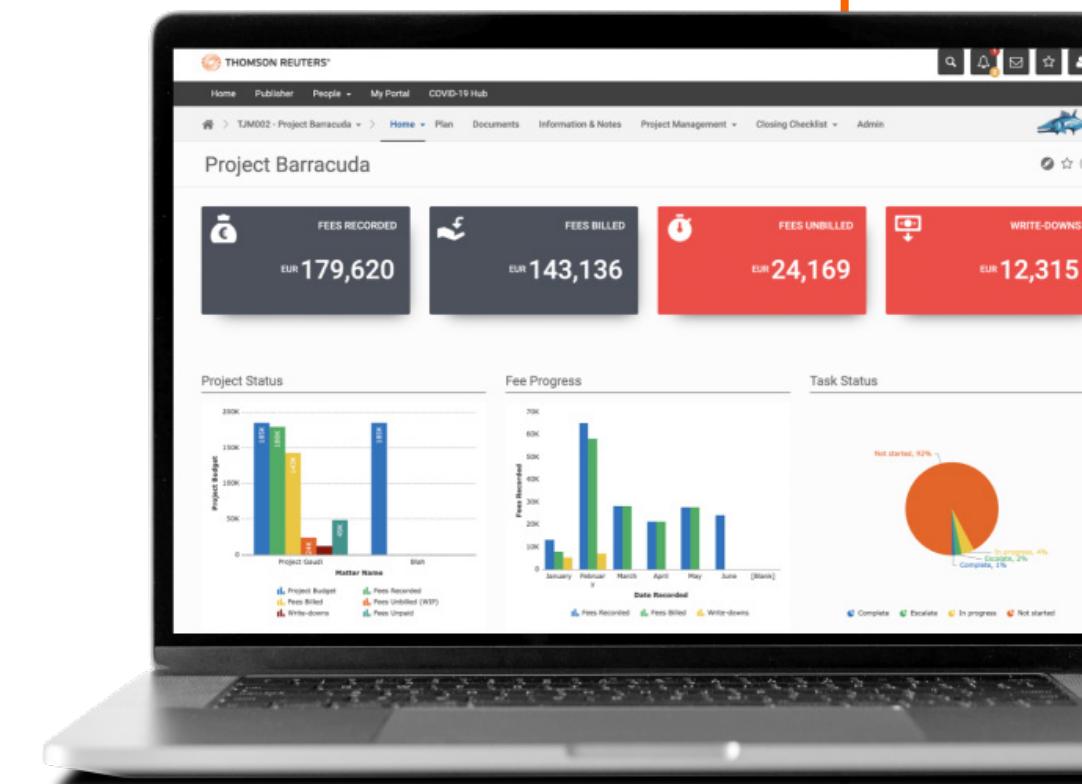 THOMSON REUTERS®
Home Publisher People My Portal COVID-19 Hub
TJM002 - Project Barracuda > Home Plan Documents Information & Notes Project Management Closing Checklist Admin
Project Barracuda
FEES RECORDED
EUR 179,620
FEES BILLED
EUR 143,136
FEES UNBILLED
EUR 24,169
WRITE-DOWNS
EUR 12,315
Project Status
200K
150K
100K
50K
0
Project Budget
185K
180K
143K
24K
49K
185K
Project Gaudi
Blah
Matter Name
Project Budget Fees Recorded
Fees Billed Fees Unbilled (WIP)
Write-downs Fees Unpaid
Fee Progress
70K
60K
50K
40K
30K
20K
10K
0
Fees Recorded
January February March April May June [Blank]
Date Recorded
Fees Recorded Fees Billed Write-downs
Task Status
Not started, 92%
In progress, 4%
Escalate, 2%
Complete, 1%
Complete Escalate In progress Not started